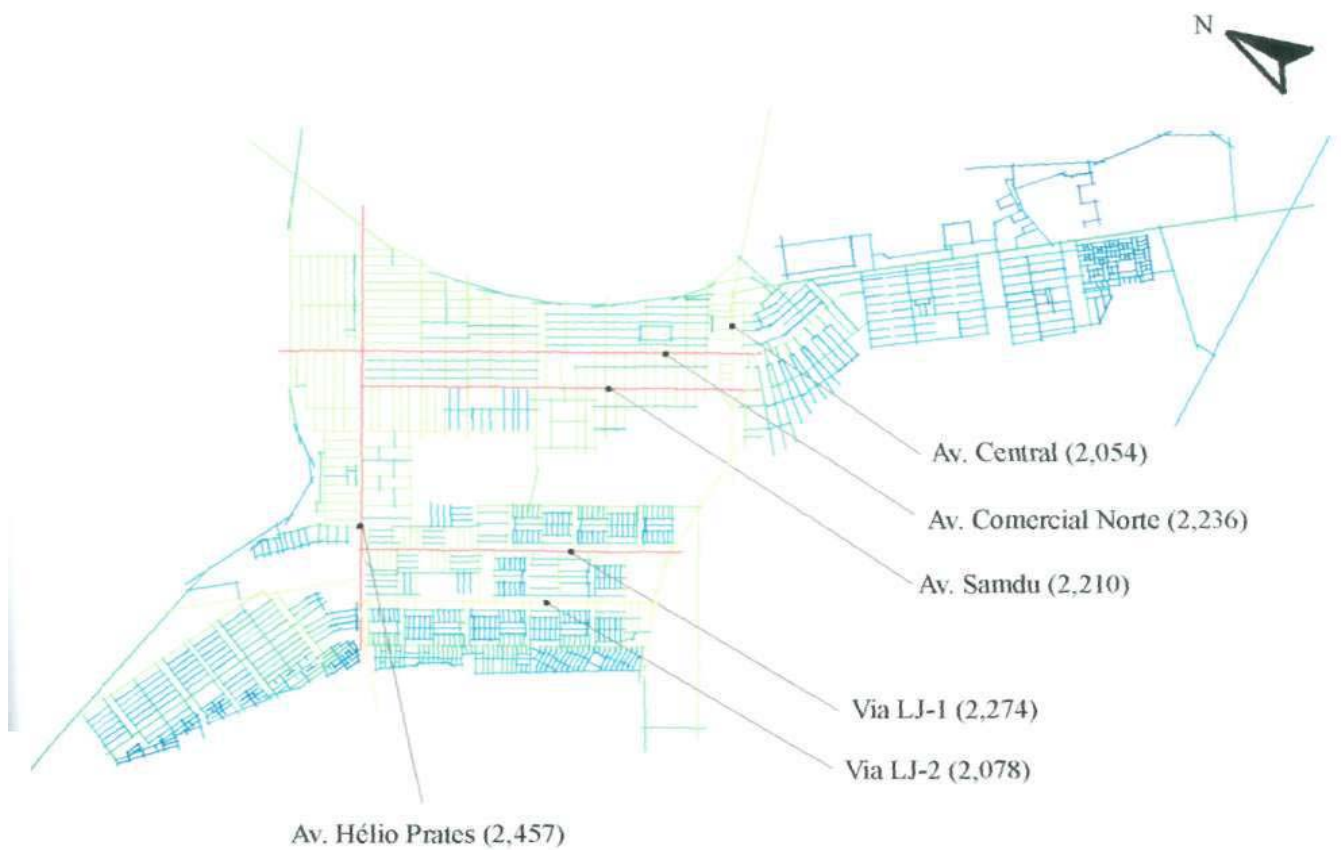 N
Av. Central (2,054)
Av. Comercial Norte (2,236)
Av. Samdu (2,210)
Via LJ-1 (2,274)
Via LJ-2 (2,078)
Av. Hélio Prates (2,457)